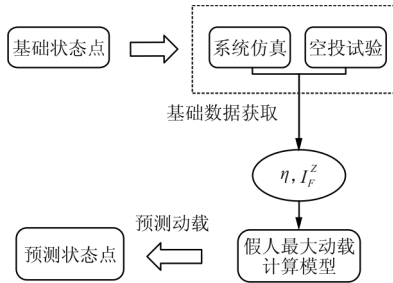 基础状态点
系统仿真
空投试验
基础数据获取
η, I_F^Z
预测动载
预测状态点
假人最大动载
计算模型